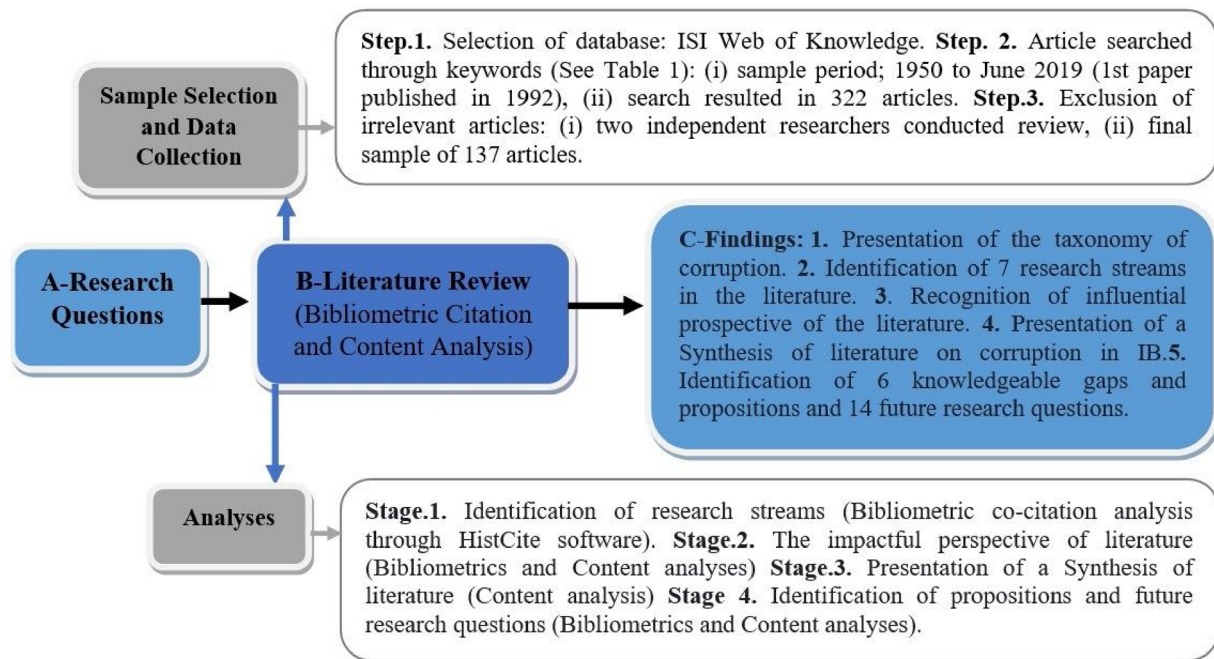 Sample Selection
and Data
Collection
Step.1. Selection of database: ISI Web of Knowledge. Step. 2. Article searched
through keywords (See Table 1): (i) sample period; 1950 to June 2019 (1st paper
published in 1992), (ii) search resulted in 322 articles. Step.3. Exclusion of
irrelevant articles: (i) two independent researchers conducted review, (ii) final
sample of 137 articles.
A-Research
Questions
B-Literature Review
(Bibliometric Citation
and Content Analysis)
C-Findings: 1. Presentation of the taxonomy of
corruption. 2. Identification of 7 research streams
in the literature. 3. Recognition of influential
prospective of the literature. 4. Presentation of a
Synthesis of literature on corruption in IB.5.
Identification of 6 knowledgeable gaps and
propositions and 14 future research questions.
Analyses
Stage.1. Identification of research streams (Bibliometric co-citation analysis
through HistCite software). Stage.2. The impactful perspective of literature
(Bibliometrics and Content analyses) Stage.3. Presentation of a Synthesis of
literature (Content analysis) Stage 4. Identification of propositions and future
research questions (Bibliometrics and Content analyses).